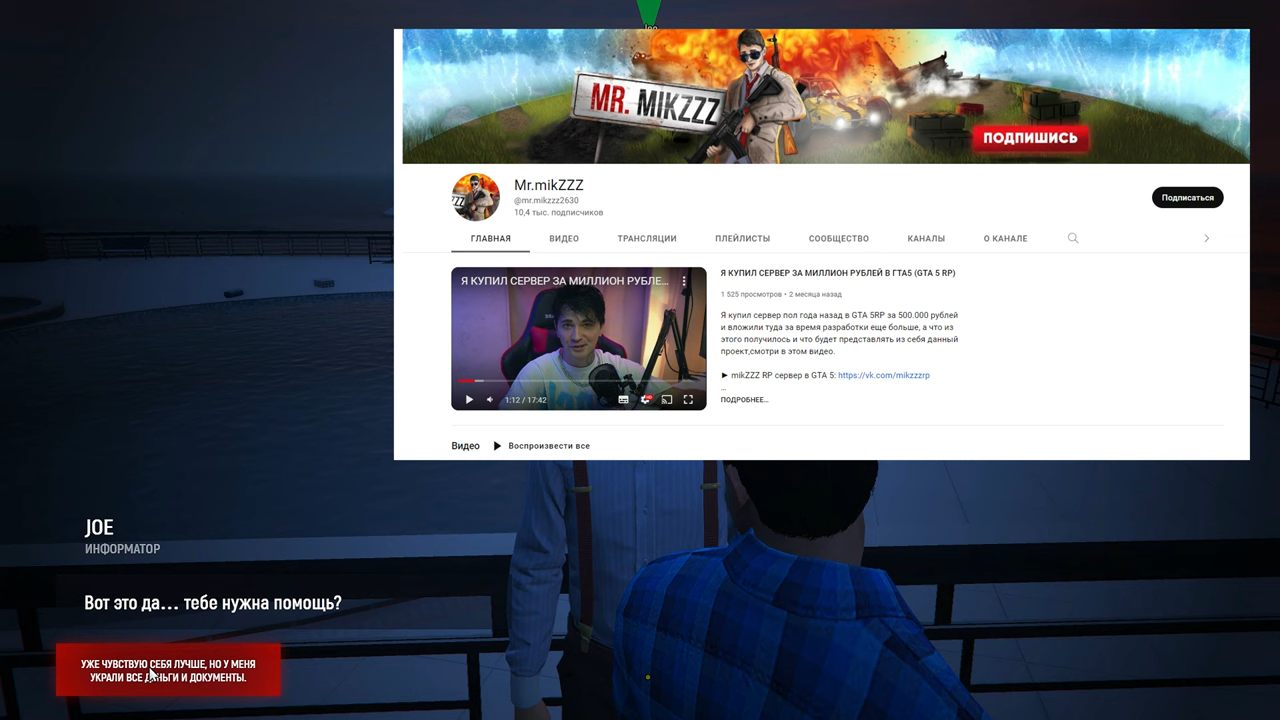 Joe
MR. MIKZZZ
ПОДПИШИСЬ
Mr.mikZZZ
@mr.mikzzz2630
10,4 тыс. подписчиков
Подписаться
ГЛАВНАЯ ВИДЕО ТРАНСЛЯЦИИ ПЛЕЙЛИСТЫ СООБЩЕСТВО КАНАЛЫ О КАНАЛЕ
Я КУПИЛ СЕРВЕР ЗА МИЛЛИОН РУБЛЕ...
1:12 / 17:42
Я КУПИЛ СЕРВЕР ЗА МИЛЛИОН РУБЛЕЙ В ГТА5 (GTA 5 RP)
1 525 просмотров • 2 месяца назад
Я купил сервер пол года назад в GTA 5RP за 500.000 рублей
и вложили туда за время разработки еще больше, а что из
этого получилось и что будет представлять из себя данный
проект,смотри в этом видео.
► mikZZZ RP сервер в GTA 5: https://vk.com/mikzzzrp
...
ПОДРОБНЕЕ...
Видео ▶ Воспроизвести все
JOE
ИНФОРМАТОР
Вот это да... тебе нужна помощь?
УЖЕ ЧУВСТВУЮ СЕБЯ ЛУЧШЕ, НО У МЕНЯ
УКРАЛИ ВСЕ ДЕНЬГИ И ДОКУМЕНТЫ.